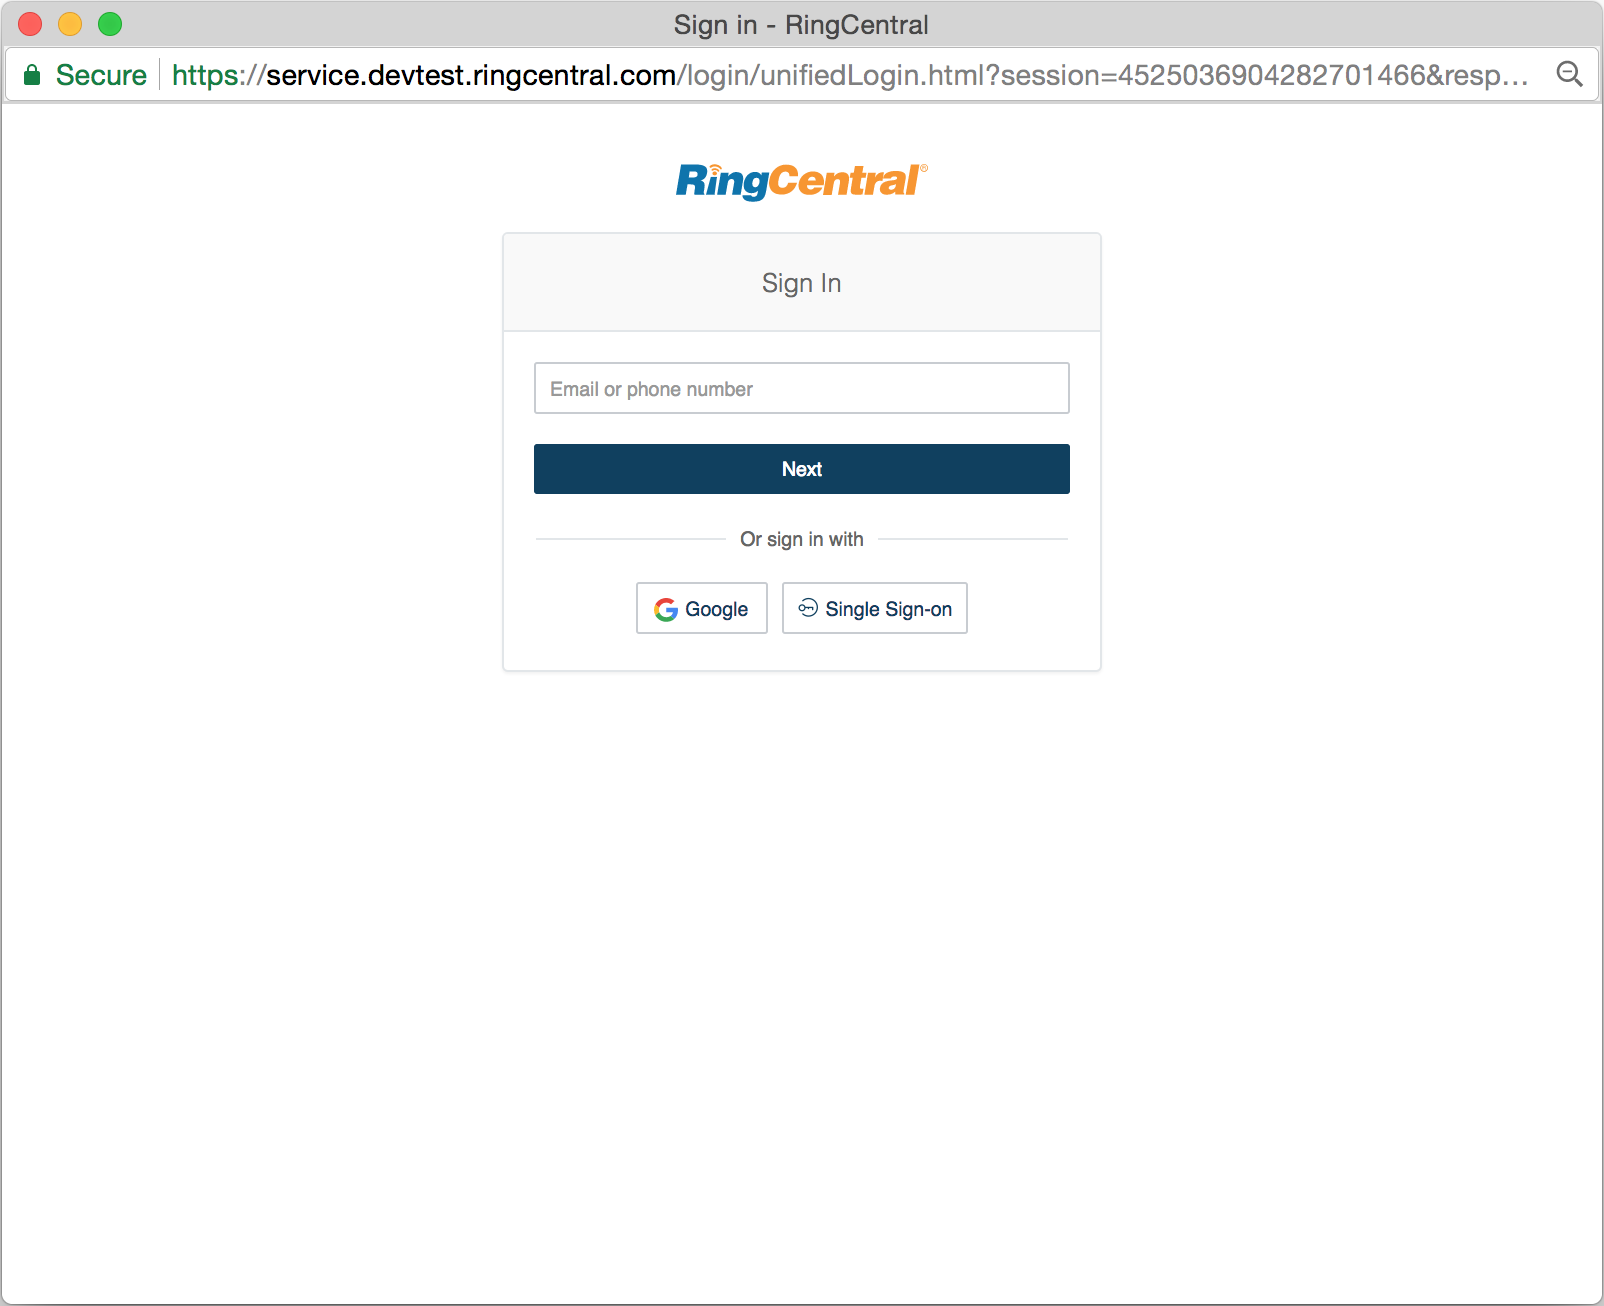 Sign in - RingCentral
Secure https://service.devtest.ringcentral.com/login/unifiedLogin.html?session=4525036904282701466&resp...
RingCentral®
Sign In
Email or phone number
Next
Or sign in with
Google Single Sign-on